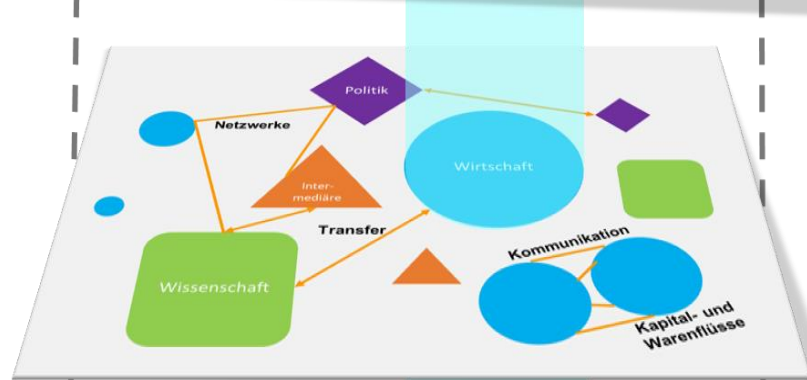 Politik
Netzwerke
Wirtschaft
Inter-
mediäre
Transfer
Kommunikation
Wissenschaft
Kapital- und
Warenflüsse